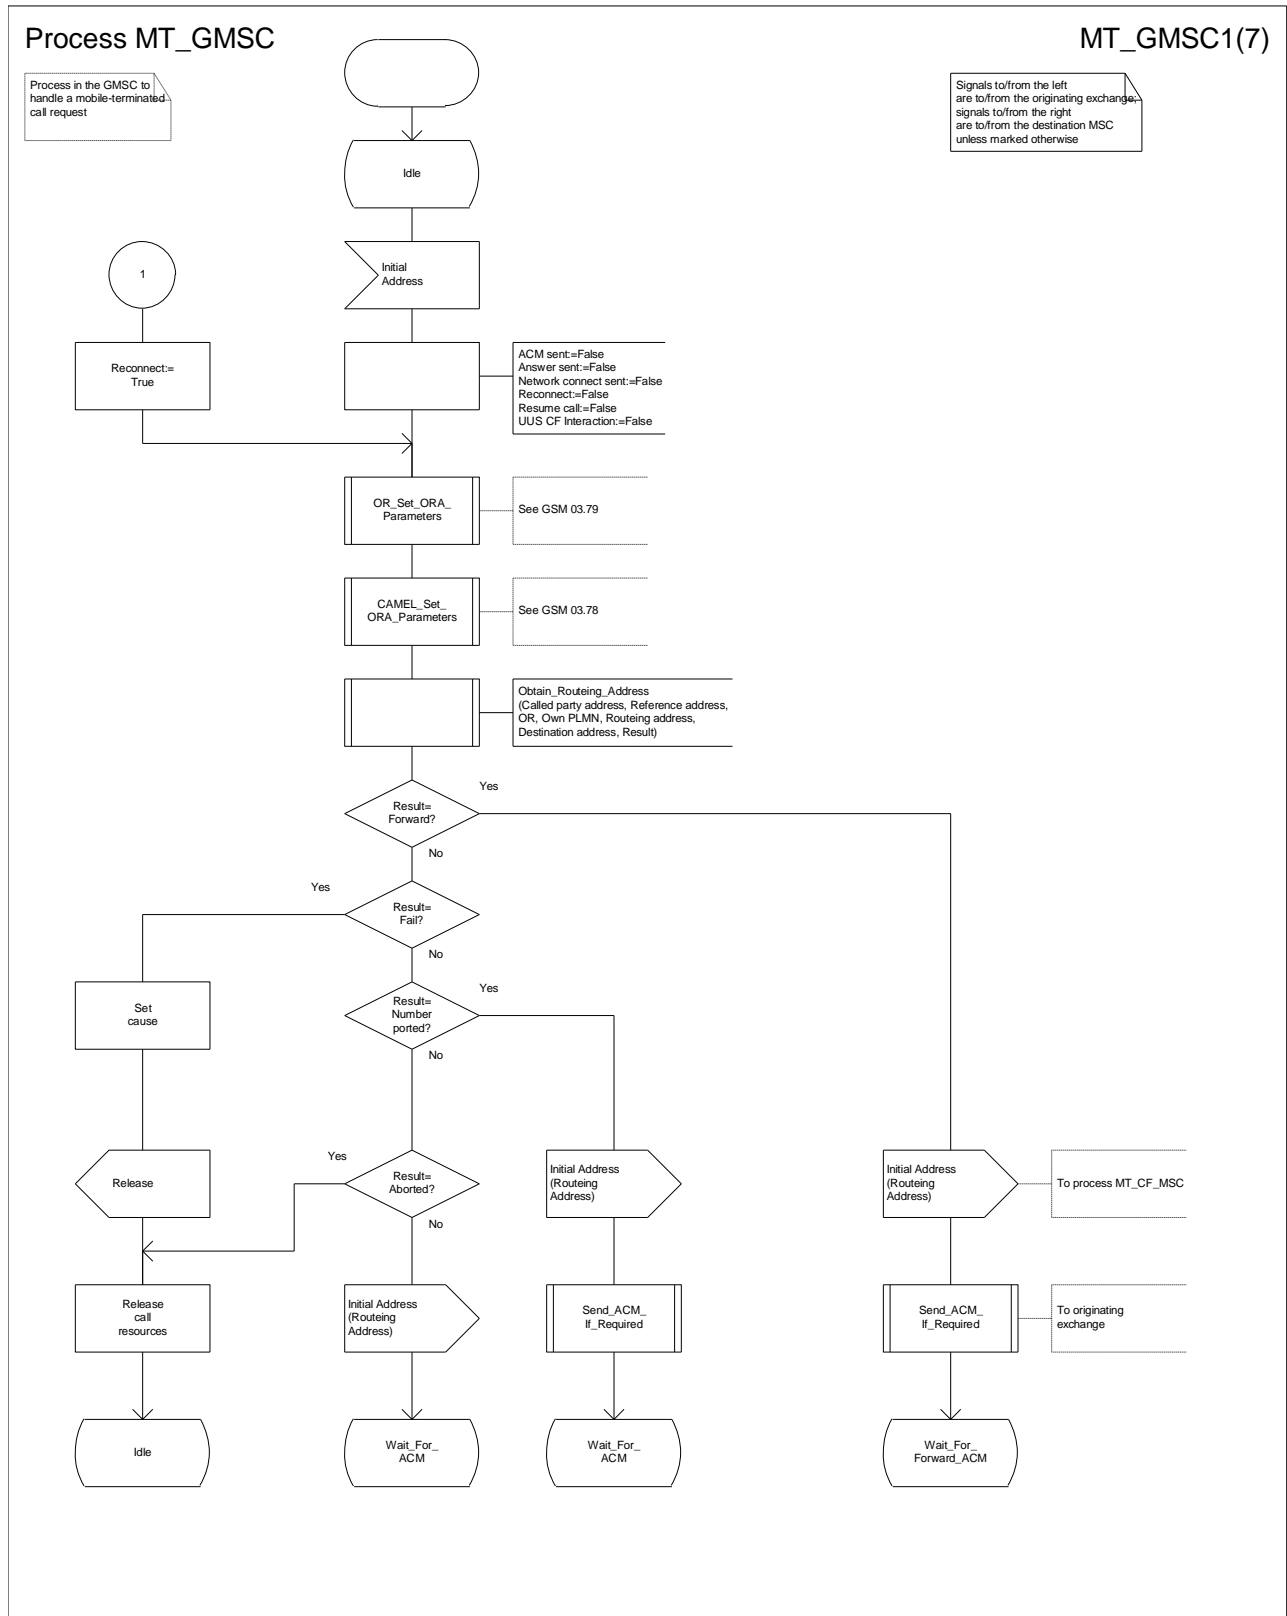 Process MT_GMSC
MT_GMSC1(7)
Process in the GMSC to
handle a mobile-terminated
call request
Signals to/from the left
are to/from the originating exchange;
signals to/from the right
are to/from the destination MSC
unless marked otherwise
Idle
Initial
Address
1
Reconnect:=
True
ACM sent:=False
Answer sent:=False
Network connect sent:=False
Reconnect:=False
Resume call:=False
UUS CF Interaction:=False
OR_Set_ORA_
Parameters
See GSM 03.79
CAMEL_Set_
ORA_Parameters
See GSM 03.78
Obtain_Routeing_Address
(Called party address, Reference address,
OR, Own PLMN, Routeing address,
Destination address, Result)
Result=
Forward?
Yes
No
Result=
Fail?
Yes
No
Set
cause
Result=
Number
ported?
Yes
No
Release
Yes
Result=
Aborted?
No
Initial Address
(Routeing
Address)
Initial Address
(Routeing
Address)
To process MT_CF_MSC
Release
call
resources
Initial Address
(Routeing
Address)
Send_ACM_
If_Required
Send_ACM_
If_Required
To originating
exchange
Idle
Wait_For_
ACM
Wait_For_
ACM
Wait_For_
Forward_ACM